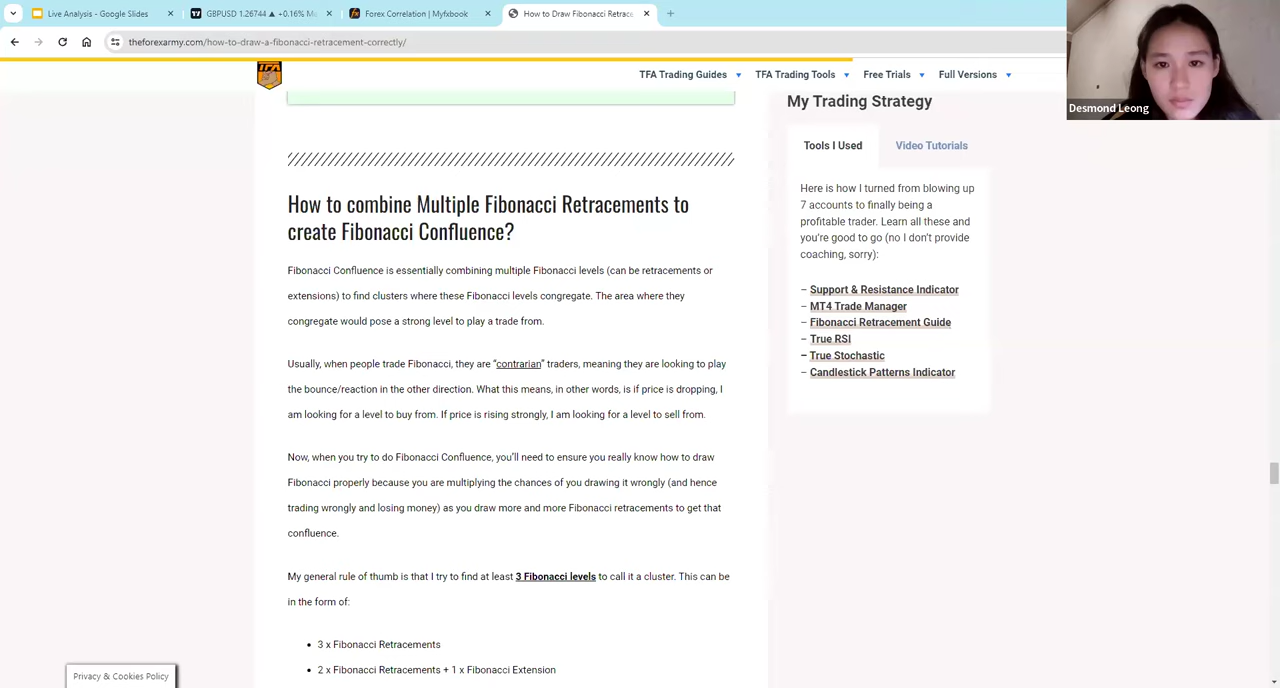 Live Analysis - Google Slides
GBPUSD 1.26744 ▲ +0.16%
Forex Correlation | Myfxbook
How to Draw Fibonacci Retrace
theforexarmy.com/how-to-draw-a-fibonacci-retracement-correctly/
Desmond Leong
TFA
TFA Trading Guides
TFA Trading Tools
Free Trials
Full Versions
How to combine Multiple Fibonacci Retracements to
create Fibonacci Confluence?
Fibonacci Confluence is essentially combining multiple Fibonacci levels (can be retracements or
extensions) to find clusters where these Fibonacci levels congregate. The area where they
congregate would pose a strong level to play a trade from.
Usually, when people trade Fibonacci, they are “contrarian” traders, meaning they are looking to play
the bounce/reaction in the other direction. What this means, in other words, is if price is dropping, I
am looking for a level to buy from. If price is rising strongly, I am looking for a level to sell from.
Now, when you try to do Fibonacci Confluence, you’ll need to ensure you really know how to draw
Fibonacci properly because you are multiplying the chances of you drawing it wrongly (and hence
trading wrongly and losing money) as you draw more and more Fibonacci retracements to get that
confluence.
My general rule of thumb is that I try to find at least 3 Fibonacci levels to call it a cluster. This can be
in the form of:
• 3 x Fibonacci Retracements
• 2 x Fibonacci Retracements + 1 x Fibonacci Extension
My Trading Strategy
Tools I Used
Video Tutorials
Here is how I turned from blowing up
7 accounts to finally being a
profitable trader. Learn all these and
you’re good to go (no I don’t provide
coaching, sorry):
– Support & Resistance Indicator
– MT4 Trade Manager
– Fibonacci Retracement Guide
– True RSI
– True Stochastic
– Candlestick Patterns Indicator
Privacy & Cookies Policy